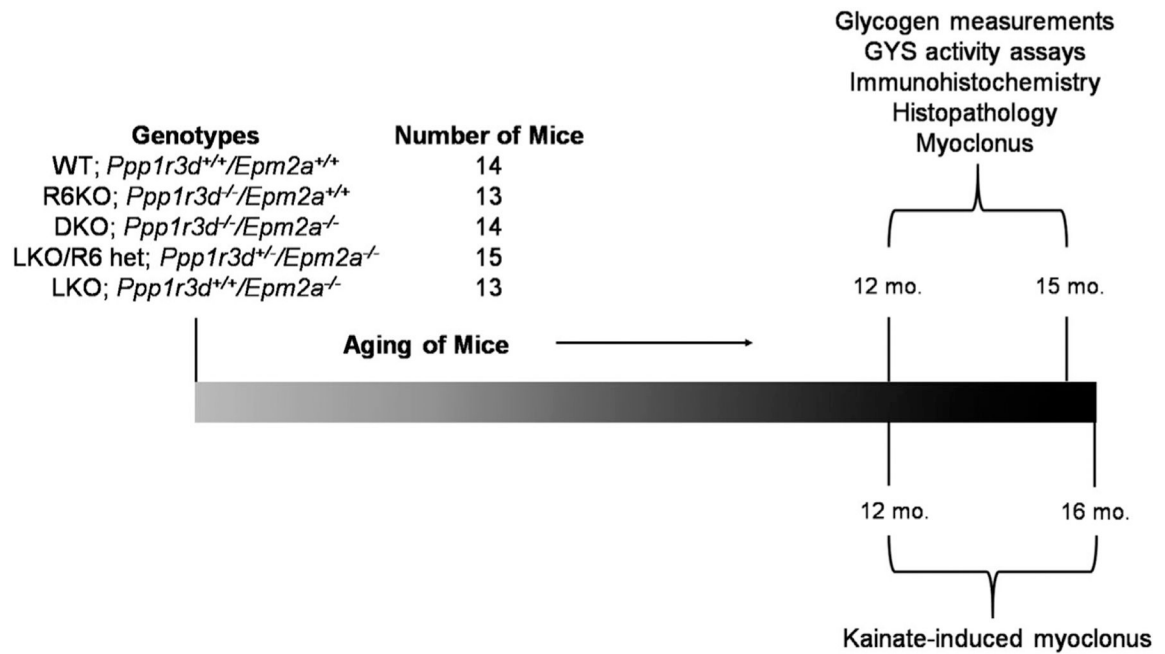 Glycogen measurements
GYS activity assays
Immunohistochemistry
Histopathology
Myoclonus
Genotypes Number of Mice
WT; Ppp1r3d+/+/Epm2a+/+ 14
R6KO; Ppp1r3d-/-/Epm2a+/+ 13
DKO; Ppp1r3d-/-/Epm2a-/- 14
LKO/R6 het; Ppp1r3d+/-/Epm2a-/- 15
LKO; Ppp1r3d+/+/Epm2a-/- 13
12 mo. 15 mo.
Aging of Mice
12 mo. 16 mo.
Kainate-induced myoclonus